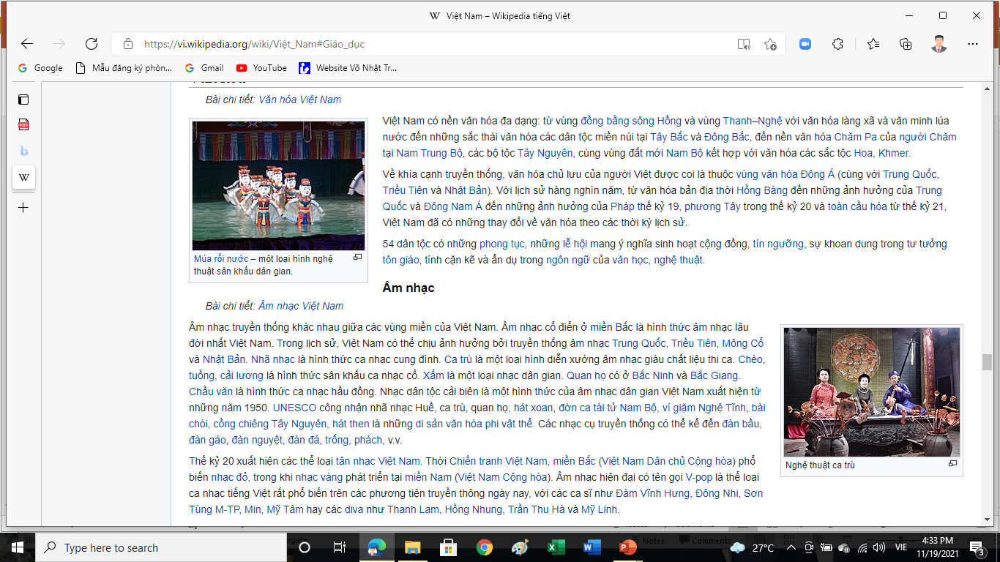 Việt Nam – Wikipedia tiếng Việt
https://vi.wikipedia.org/wiki/Việt_Nam#Giáo_dục
Google
Mẫu đăng ký phòn...
Gmail
YouTube
Website Võ Nhật Tr...
Bài chi tiết: Văn hóa Việt Nam
Việt Nam có nền văn hóa đa dạng: từ vùng đồng bằng sông Hồng và vùng Thanh–Nghệ với văn hóa làng xã và văn minh lúa
nước đến những sắc thái văn hóa các dân tộc miền núi tại Tây Bắc và Đông Bắc, đến nền văn hóa Chăm Pa của người Chăm
tại Nam Trung Bộ, các bộ tộc Tây Nguyên, cùng vùng đất mới Nam Bộ kết hợp với văn hóa các sắc tộc Hoa, Khmer.
Về khía cạnh truyền thống, văn hóa chủ lưu của người Việt được coi là thuộc vùng văn hóa Đông Á (cùng với Trung Quốc,
Triều Tiên và Nhật Bản). Với lịch sử hàng nghìn năm, từ văn hóa bản địa thời Hồng Bàng đến những ảnh hưởng của Trung
Quốc và Đông Nam Á đến những ảnh hưởng của Pháp thế kỷ 19, phương Tây trong thế kỷ 20 và toàn cầu hóa từ thế kỷ 21,
Việt Nam đã có những thay đổi về văn hóa theo các thời kỳ lịch sử.
54 dân tộc có những phong tục, những lễ hội mang ý nghĩa sinh hoạt cộng đồng, tín ngưỡng, sự khoan dung trong tư tưởng
tôn giáo, tính cặn kẽ và ẩn dụ trong ngôn ngữ của văn học, nghệ thuật.
Múa rối nước – một loại hình nghệ
thuật sân khấu dân gian.
Âm nhạc
Bài chi tiết: Âm nhạc Việt Nam
Âm nhạc truyền thống khác nhau giữa các vùng miền của Việt Nam. Âm nhạc cổ điển ở miền Bắc là hình thức âm nhạc lâu
đời nhất Việt Nam. Trong lịch sử, Việt Nam có thể chịu ảnh hưởng bởi truyền thống âm nhạc Trung Quốc, Triều Tiên, Mông Cổ
và Nhật Bản. Nhã nhạc là hình thức ca nhạc cung đình. Ca trù là một loại hình diễn xướng âm nhạc giàu chất liệu thi ca. Chèo,
tuồng, cải lương là hình thức sân khấu ca nhạc cổ. Xẩm là một loại nhạc dân gian. Quan họ có ở Bắc Ninh và Bắc Giang.
Chầu văn là hình thức ca nhạc hầu đồng. Nhạc dân tộc cải biên là một hình thức của âm nhạc dân gian Việt Nam xuất hiện từ
những năm 1950. UNESCO công nhận nhã nhạc Huế, ca trù, quan họ, hát xoan, đờn ca tài tử Nam Bộ, ví giặm Nghệ Tĩnh, bài
chòi, cồng chiêng Tây Nguyên, hát then là những di sản văn hóa phi vật thể. Các nhạc cụ truyền thống có thể kể đến đàn bầu,
đàn gáo, đàn nguyệt, đàn đá, trống, phách, v.v.
Thế kỷ 20 xuất hiện các thể loại tân nhạc Việt Nam. Thời Chiến tranh Việt Nam, miền Bắc (Việt Nam Dân chủ Cộng hòa) phổ
biến nhạc đỏ, trong khi nhạc vàng phát triển tại miền Nam (Việt Nam Cộng hòa). Âm nhạc hiện đại có tên gọi V-pop là thể loại
ca nhạc tiếng Việt rất phổ biến trên các phương tiện truyền thông ngày nay, với các ca sĩ như Đàm Vĩnh Hưng, Đông Nhi, Sơn
Tùng M-TP, Min, Mỹ Tâm hay các diva như Thanh Lam, Hồng Nhung, Trần Thu Hà và Mỹ Linh.
Nghệ thuật ca trù
Notes
Comments
Type here to search
27°C
VIE
4:33 PM
11/19/2021
3